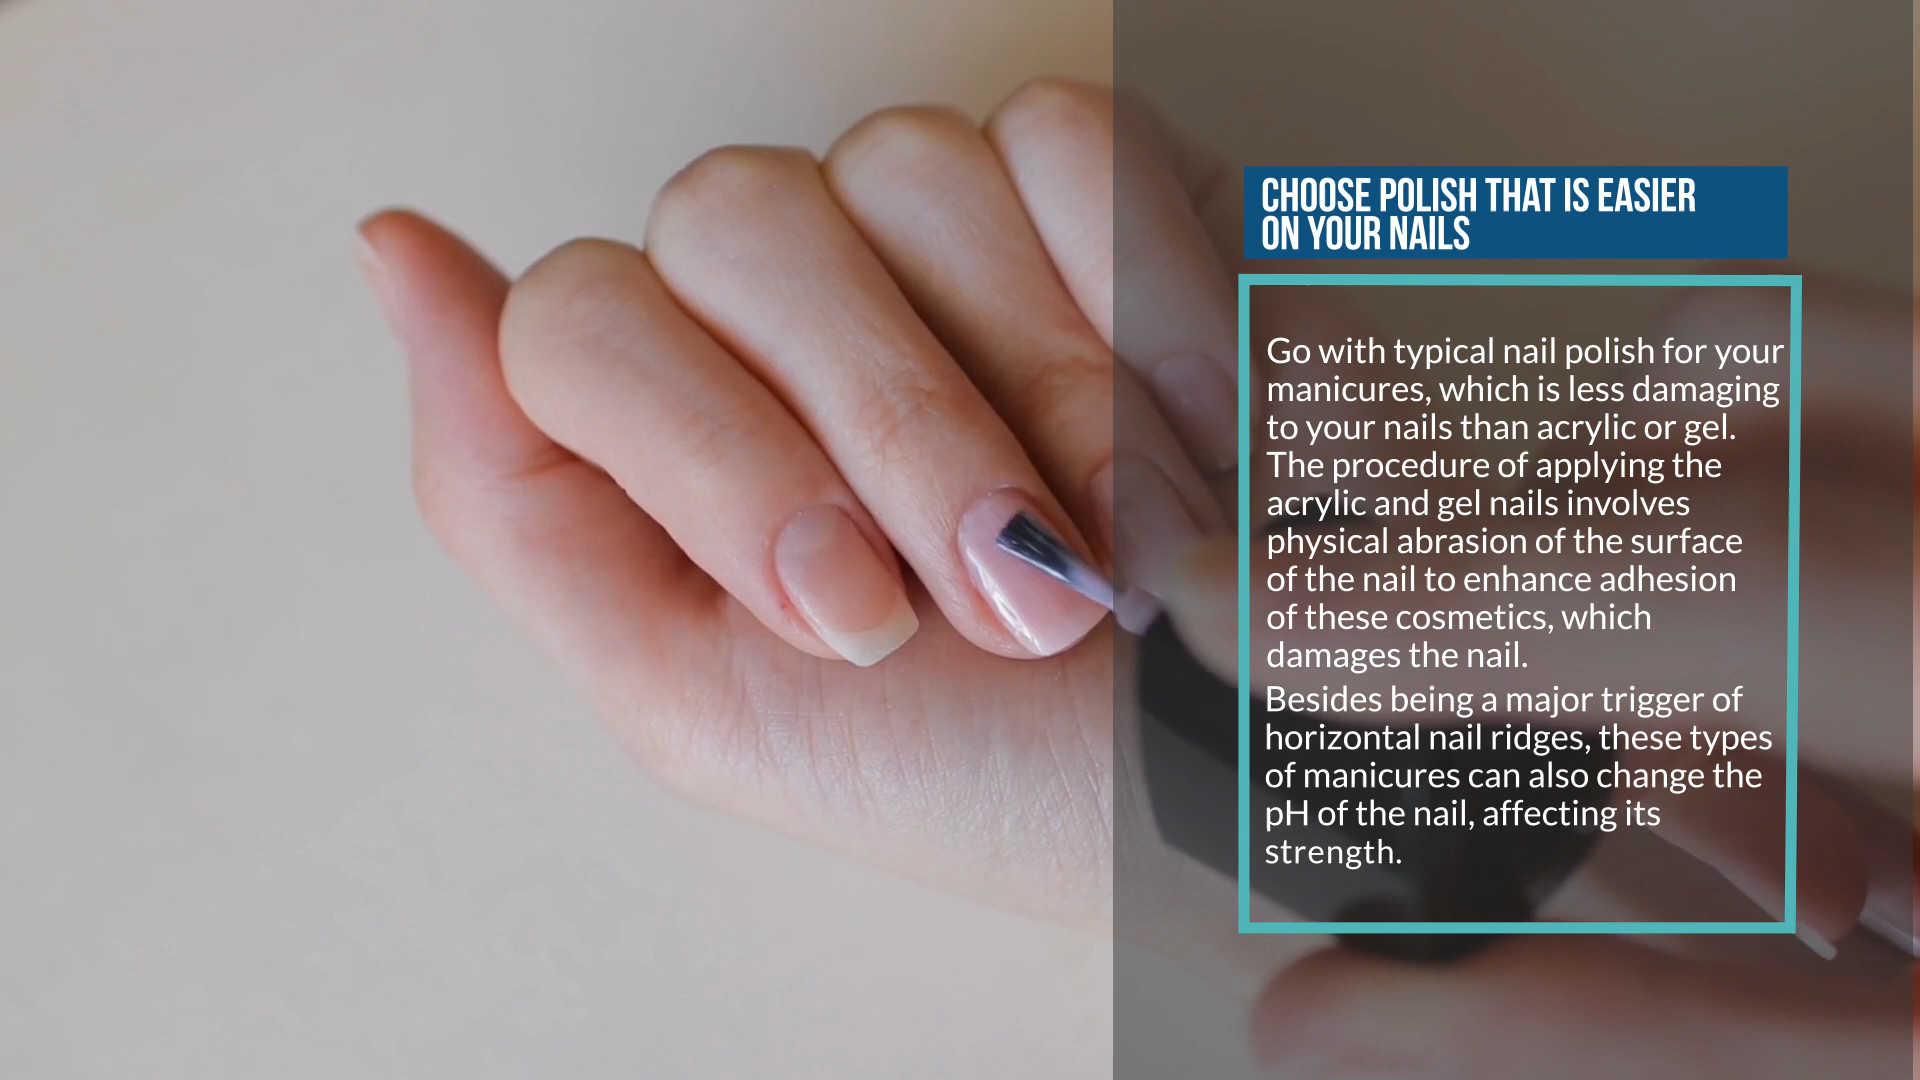 CHOOSE POLISH THAT IS EASIER
ON YOUR NAILS
Go with typical nail polish for your
manicures, which is less damaging
to your nails than acrylic or gel.
The procedure of applying the
acrylic and gel nails involves
physical abrasion of the surface
of the nail to enhance adhesion
of these cosmetics, which
damages the nail.
Besides being a major trigger of
horizontal nail ridges, these types
of manicures can also change the
pH of the nail, affecting its
strength.